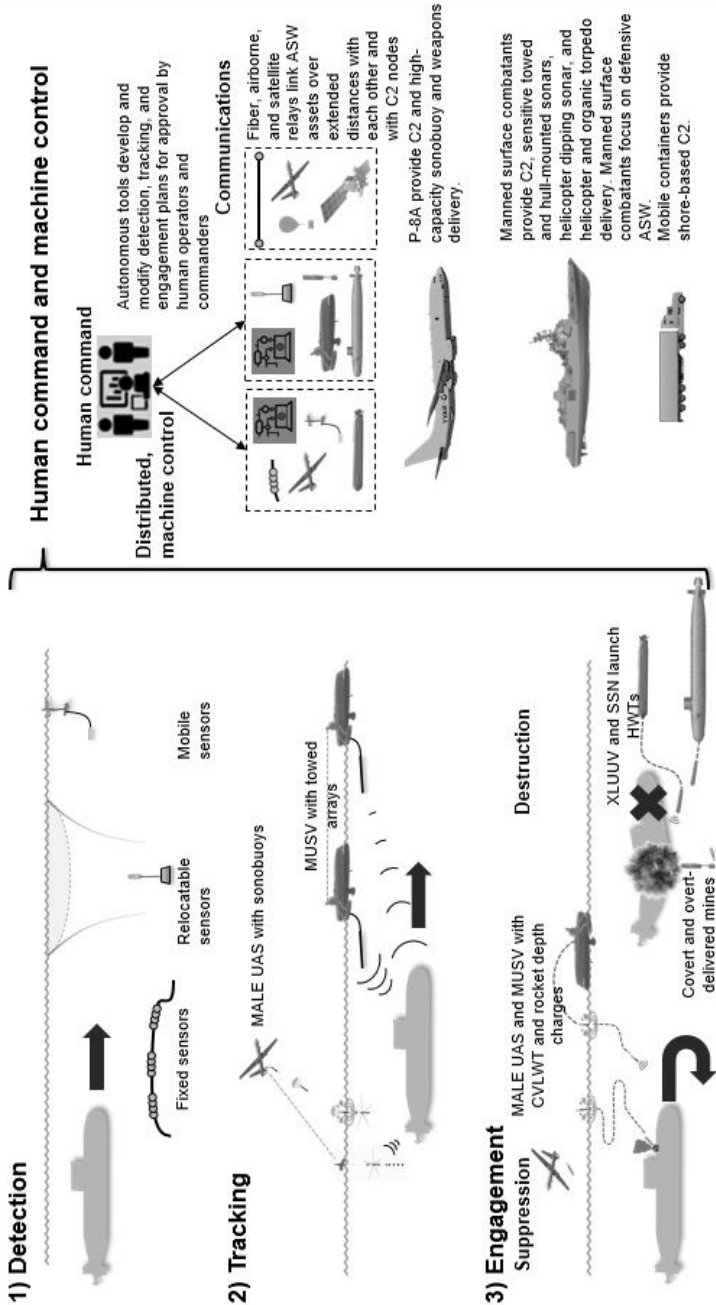 1) Detection
Fixed sensors
Relocatable
sensors
Mobile
sensors
2) Tracking
MALE UAS with sonobuoys
MUSV with towed
arrays
3) Engagement
Suppression
MALE UAS and MUSV with
CVLWT and rocket depth
charges
Destruction
XLUUV and SSN launch
HWTs
Covert and overt-
delivered mines
Human command and machine control
Human command
Distributed,
machine control
Autonomous tools develop and
modify detection, tracking, and
engagement plans for approval by
human operators and
commanders
Communications
Fiber, airborne,
and satellite
relays link ASW
assets over
extended
distances with
each other and
with C2 nodes
P-8A provide C2 and high-
capacity sonobuoy and weapons
delivery.
Manned surface combatants
provide C2, sensitive towed
and hull-mounted sonars,
helicopter dipping sonar, and
helicopter and organic torpedo
delivery. Manned surface
combatants focus on defensive
ASW.
Mobile containers provide
shore-based C2.